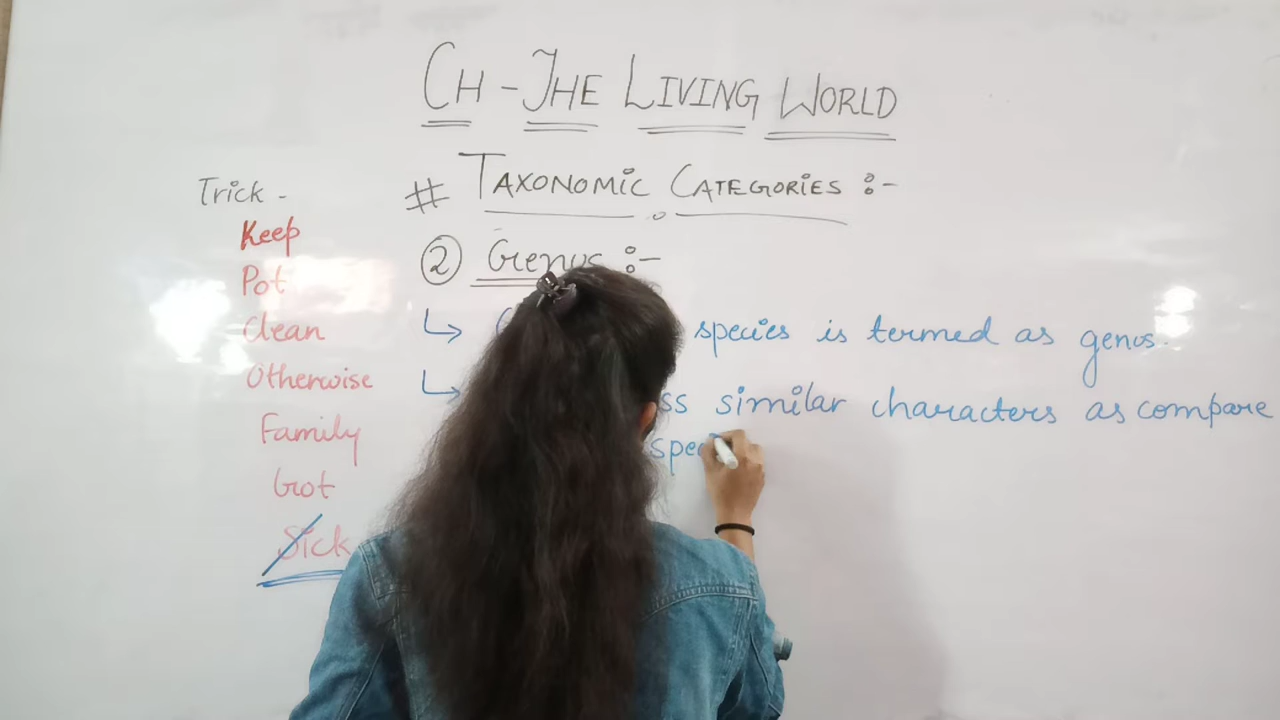 CH - THE LIVING WORLD
# TAXONOMIC CATEGORIES :-
Trick -
Keep
Pot
Clean
Otherwise
Family
Got
Sick
② Genus :-
↳ species is termed as genus.
↳ similar characters as compare